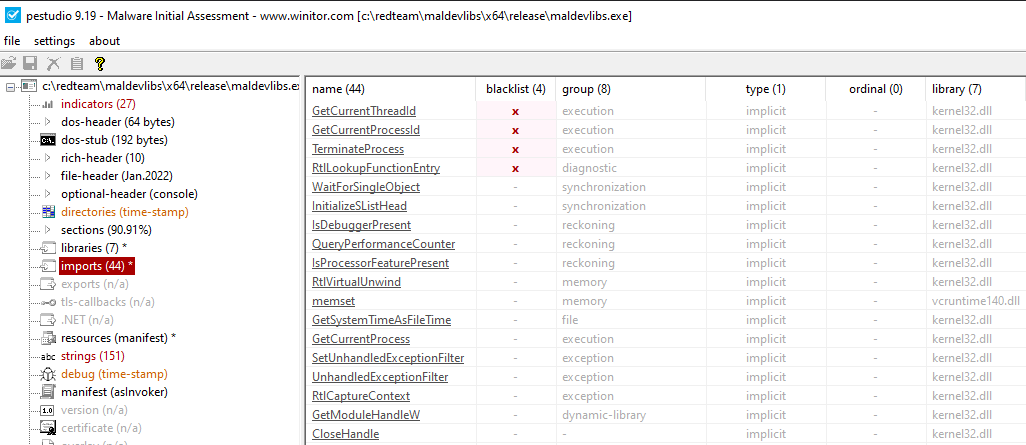 pestudio 9.19 - Malware Initial Assessment - www.winitor.com [c:\redteam\maldevlibs\x64\release\maldevlibs.exe]
file settings about
c:\redteam\maldevlibs\x64\release\maldevlibs.exe
indicators (27)
dos-header (64 bytes)
dos-stub (192 bytes)
rich-header (10)
file-header (Jan.2022)
optional-header (console)
directories (time-stamp)
sections (90.91%)
libraries (7) *
imports (44) *
exports (n/a)
tls-callbacks (n/a)
.NET (n/a)
resources (manifest) *
abc strings (151)
debug (time-stamp)
manifest (asInvoker)
1.0 version (n/a)
certificate (n/a)
overlay (n/a)
name (44) blacklist (4) group (8) type (1) ordinal (0) library (7)
GetCurrentThreadId x execution implicit - kernel32.dll
GetCurrentProcessId x execution implicit - kernel32.dll
TerminateProcess x execution implicit - kernel32.dll
RtlLookupFunctionEntry x diagnostic implicit - kernel32.dll
WaitForSingleObject - synchronization implicit - kernel32.dll
InitializeSListHead - synchronization implicit - kernel32.dll
IsDebuggerPresent - reckoning implicit - kernel32.dll
QueryPerformanceCounter - reckoning implicit - kernel32.dll
IsProcessorFeaturePresent - reckoning implicit - kernel32.dll
RtlVirtualUnwind - memory implicit - kernel32.dll
memset - memory implicit - vcruntime140.dll
GetSystemTimeAsFileTime - file implicit - kernel32.dll
GetCurrentProcess - execution implicit - kernel32.dll
SetUnhandledExceptionFilter - exception implicit - kernel32.dll
UnhandledExceptionFilter - exception implicit - kernel32.dll
RtlCaptureContext - exception implicit - kernel32.dll
GetModuleHandleW - dynamic-library implicit - kernel32.dll
CloseHandle - - implicit - kernel32.dll